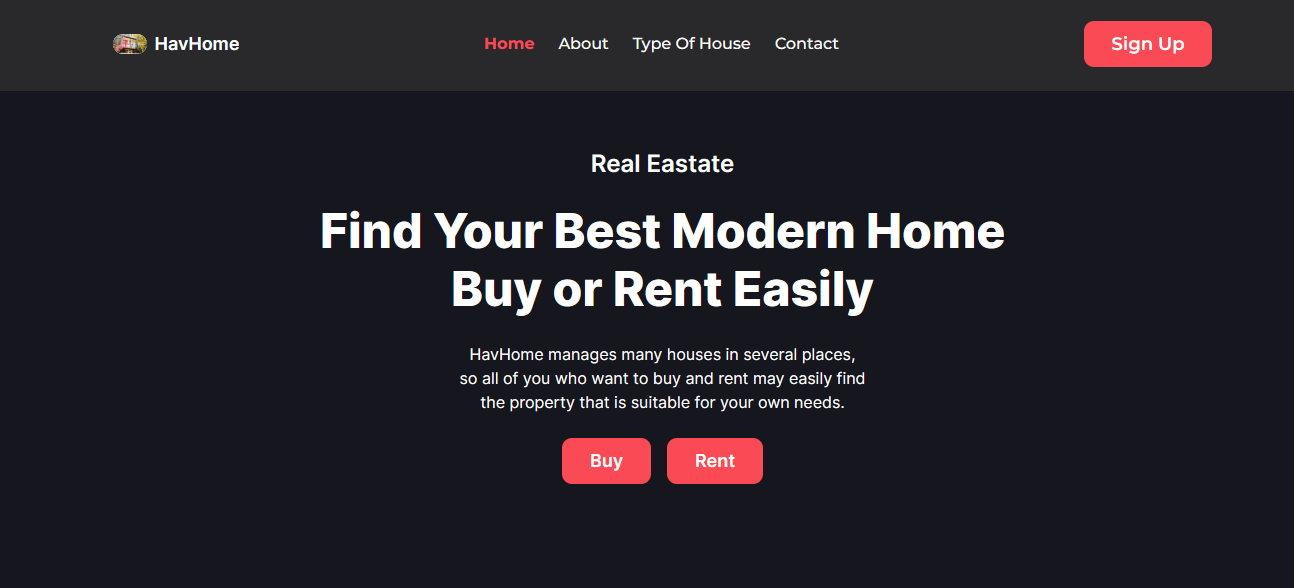 HavHome
Home About Type Of House Contact
Sign Up
Real Eastate
Find Your Best Modern Home
Buy or Rent Easily
HavHome manages many houses in several places,
so all of you who want to buy and rent may easily find
the property that is suitable for your own needs.
Buy Rent